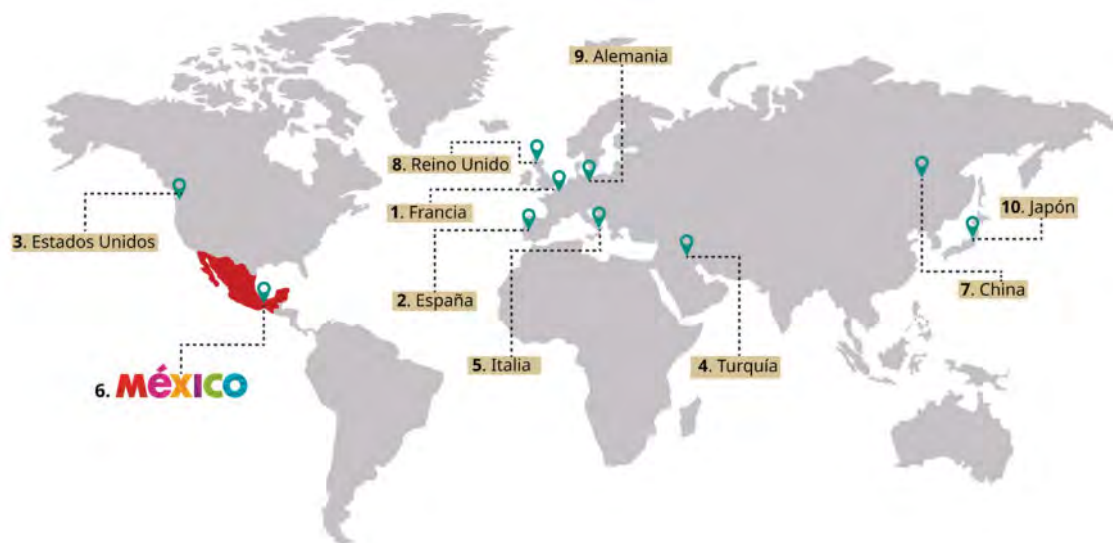 9. Alemania
8. Reino Unido
1. Francia
10. Japón
3. Estados Unidos
7. China
2. España
5. Italia
4. Turquía
6. México